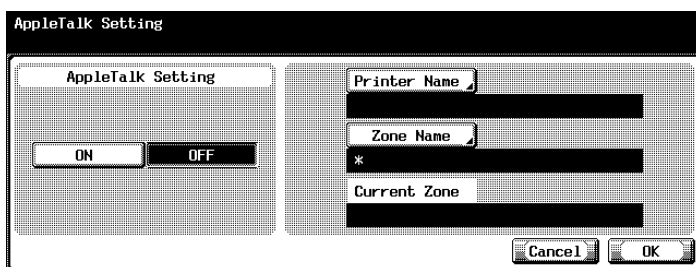 AppleTalk Setting
AppleTalk Setting
ON OFF
Printer Name
Zone Name
*
Current Zone
Cancel OK